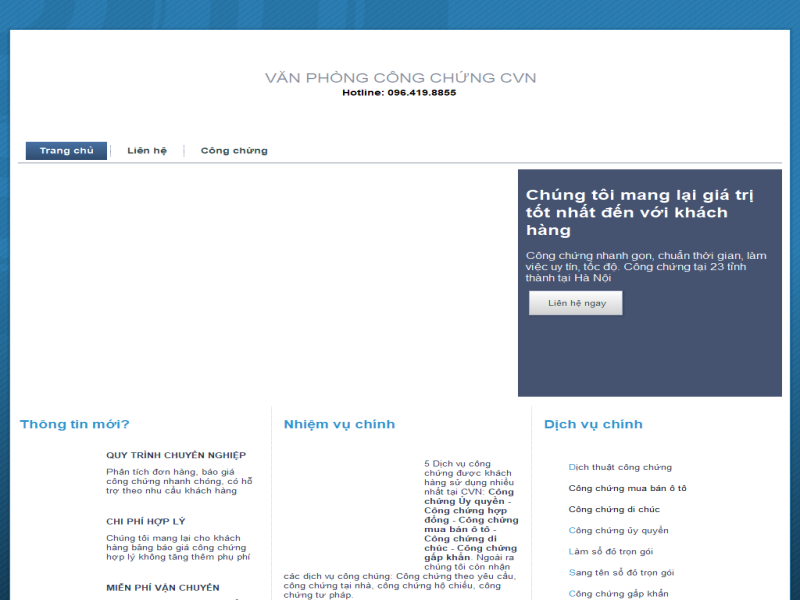 VĂN PHÒNG CÔNG CHỨNG CVN
Hotline: 096.419.8855
Trang chủ
Liên hệ
Công chứng
Chúng tôi mang lại giá trị
tốt nhất đến với khách
hàng
Công chứng nhanh gọn, chuẩn thời gian, làm
việc uy tín, tốc độ. Công chứng tại 23 tỉnh
thành tại Hà Nội
Liên hệ ngay
Thông tin mới?
QUY TRÌNH CHUYÊN NGHIỆP
Phân tích đơn hàng, báo giá
công chứng nhanh chóng, có hỗ
trợ theo nhu cầu khách hàng
CHI PHÍ HỢP LÝ
Chúng tôi mang lại cho khách
hàng bảng báo giá công chứng
hợp lý không tăng thêm phụ phí
MIỄN PHÍ VẬN CHUYỂN
Nhiệm vụ chính
5 Dịch vụ công
chứng được khách
hàng sử dụng nhiều
nhất tại CVN: Công
chứng Ủy quyền -
Công chứng hợp
đồng - Công chứng
mua bán ô tô -
Công chứng di
chúc - Công chứng
gấp khẩn. Ngoài ra
chúng tôi còn nhận
các dịch vụ công chúng: Công chứng theo yêu cầu,
công chứng tại nhà, công chứng hộ chiếu, công
chứng tư pháp.
Dịch vụ chính
Dịch thuật công chứng
Công chứng mua bán ô tô
Công chứng di chúc
Công chứng ủy quyền
Làm sổ đỏ trọn gói
Sang tên sổ đỏ trọn gói
Công chứng gấp khẩn